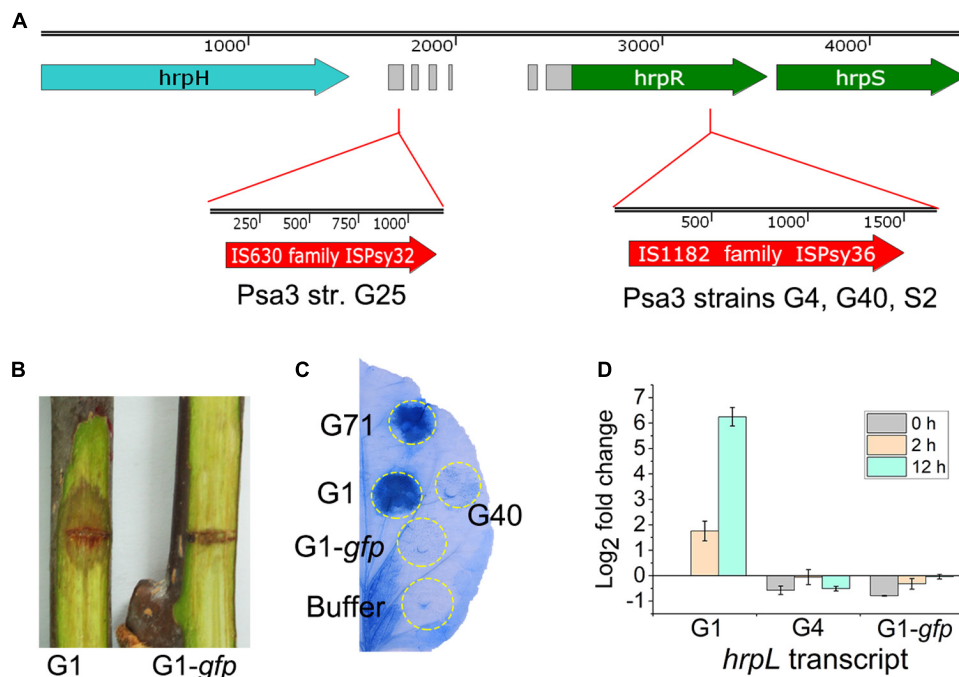 A
1000 2000 3000 4000
hrpH hrpR hrpS
250 500 750 1000
500 1000 1500
IS630 family ISPsy32
IS1182 family ISPsy36
Psa3 str. G25
Psa3 strains G4, G40, S2
B
G1 G1-gfp
C
G71
G1
G40
G1-gfp
Buffer
D
Log2 fold change
7
6
5
4
3
2
1
0
-1
0 h
2 h
12 h
G1 G4 G1-gfp
hrpL transcript